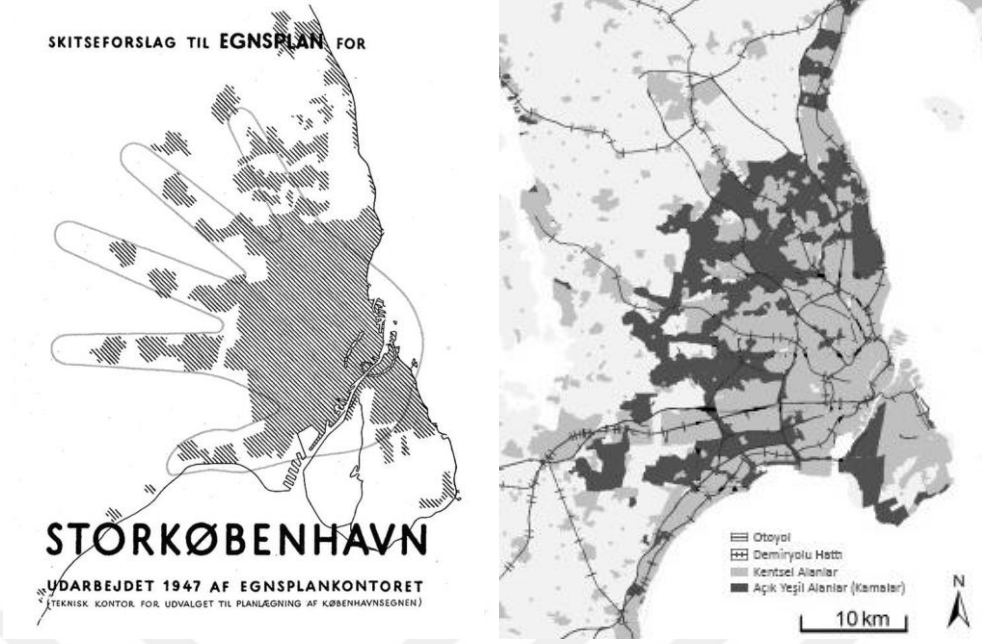 SKITSEFORSLAG TIL EGNSPLAN FOR
STORKØBENHAVN
UDARBEJDET 1947 AF EGNSPLANKONTORET
(TEKNISK KONTOR FOR UDVALGET TIL PLANLÆGNING AF KØBENHAVNSEGNEN)
Otoyol
Demiryolu Hattı
Kentsel Alanlar
Açık Yeşil Alanlar (Kamalar)
10 km
N